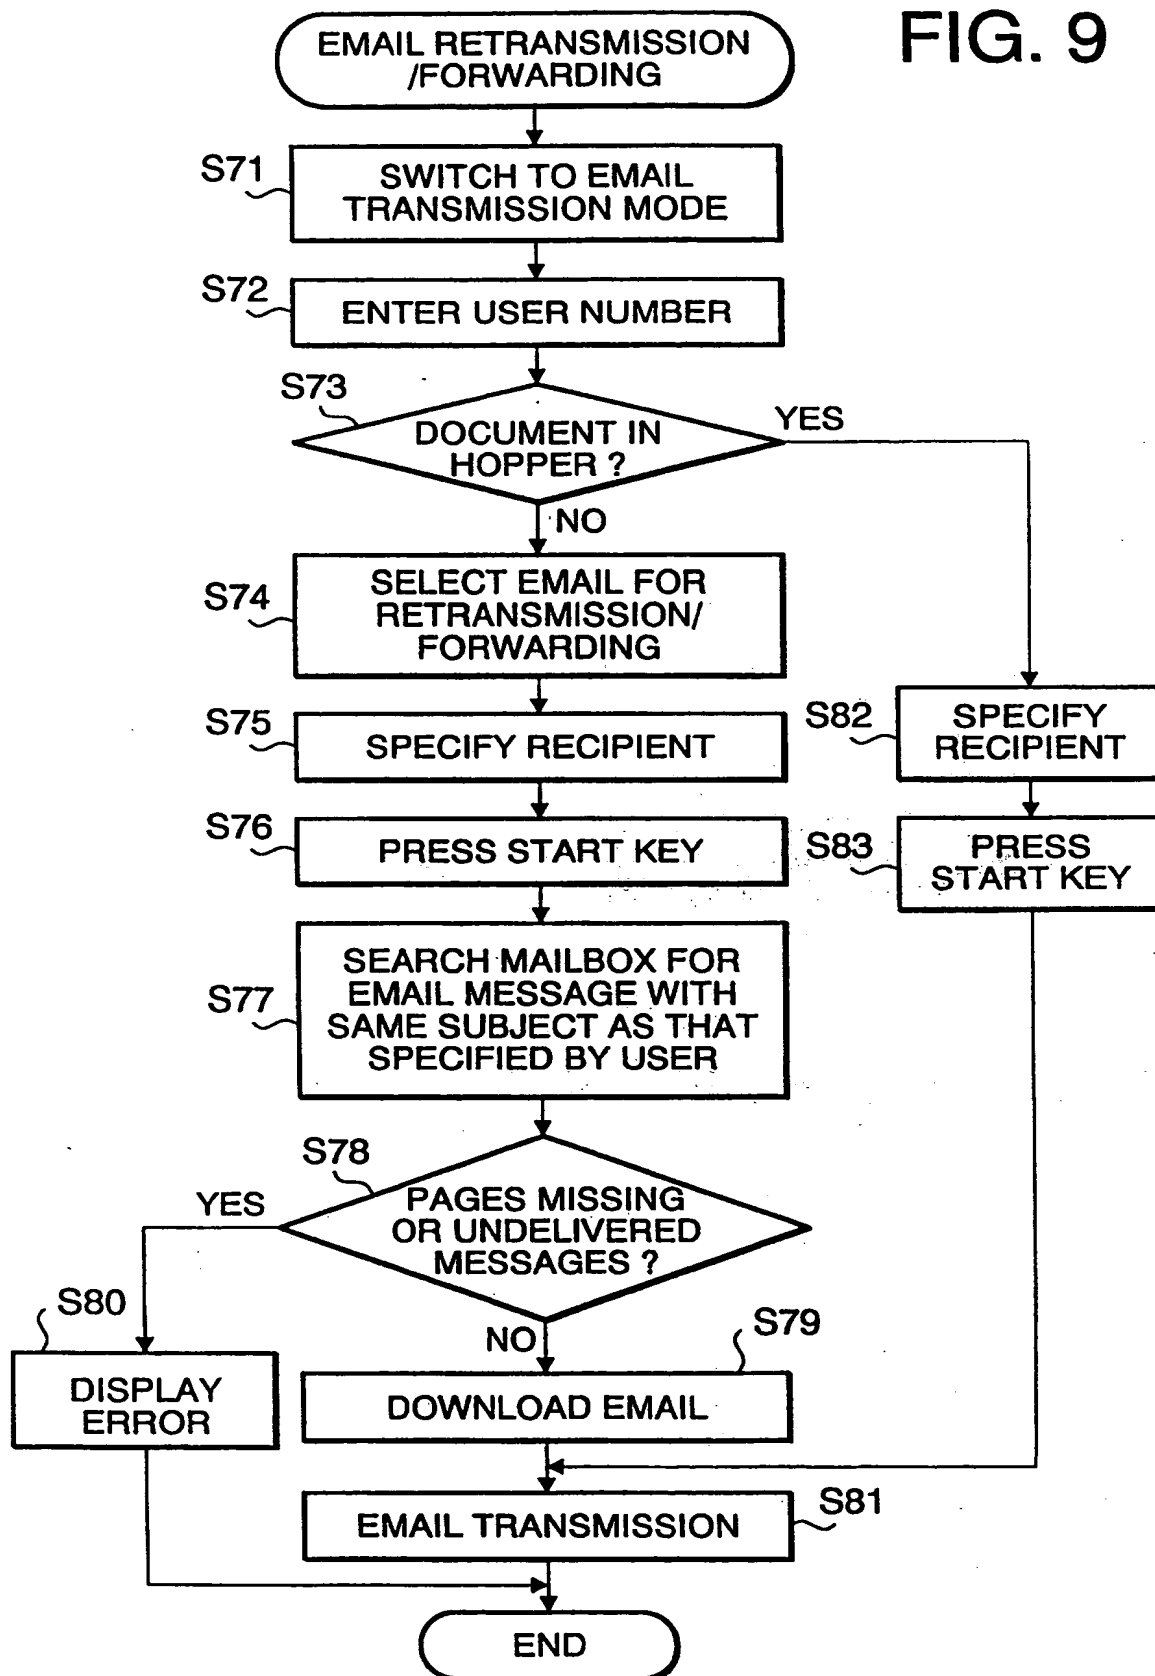 FIG. 9
EMAIL RETRANSMISSION
/FORWARDING
S71
SWITCH TO EMAIL
TRANSMISSION MODE
S72
ENTER USER NUMBER
S73
DOCUMENT IN
HOPPER ?
YES
NO
S74
SELECT EMAIL FOR
RETRANSMISSION/
FORWARDING
S75
SPECIFY RECIPIENT
S82
SPECIFY
RECIPIENT
S76
PRESS START KEY
S83
PRESS
START KEY
S77
SEARCH MAILBOX FOR
EMAIL MESSAGE WITH
SAME SUBJECT AS THAT
SPECIFIED BY USER
S78
PAGES MISSING
OR UNDELIVERED
MESSAGES ?
YES
NO
S80
DISPLAY
ERROR
S79
DOWNLOAD EMAIL
S81
EMAIL TRANSMISSION
END